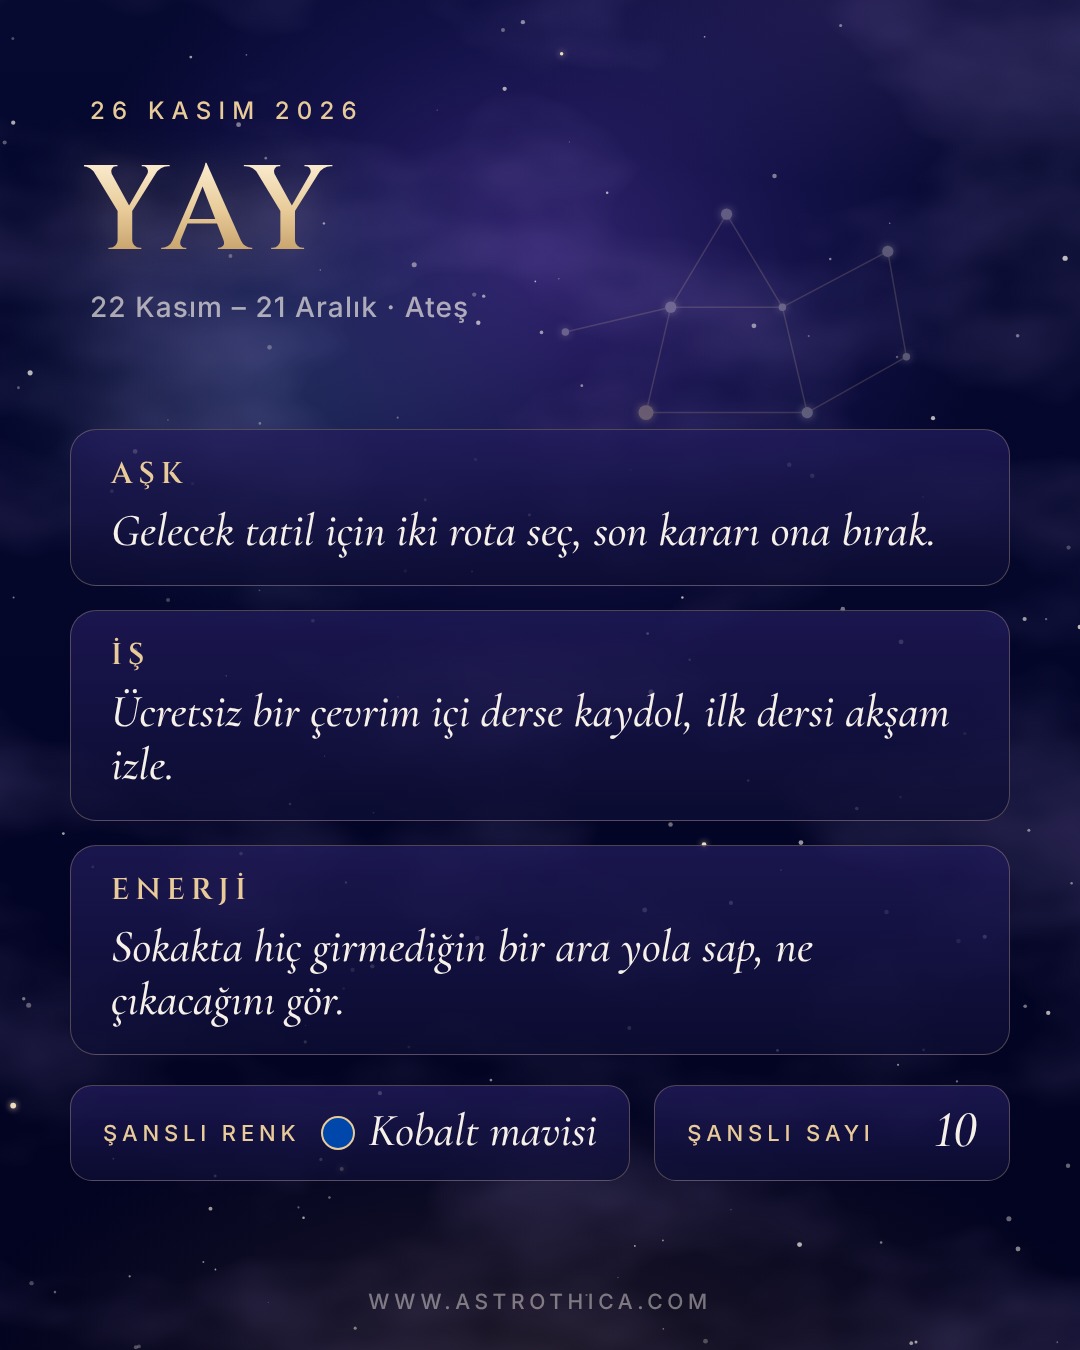 26 KASIM 2026
YAY
22 Kasım – 21 Aralık · Ateş
AŞK
Gelecek tatil için iki rota seç, son kararı ona bırak.
İŞ
Ücretsiz bir çevrim içi derse kaydol, ilk dersi akşam
izle.
ENERJİ
Sokakta hiç girmediğin bir ara yola sap, ne
çıkacağını gör.
ŞANSLI RENK Kobalt mavisi
ŞANSLI SAYI 10
WWW.ASTROTHICA.COM